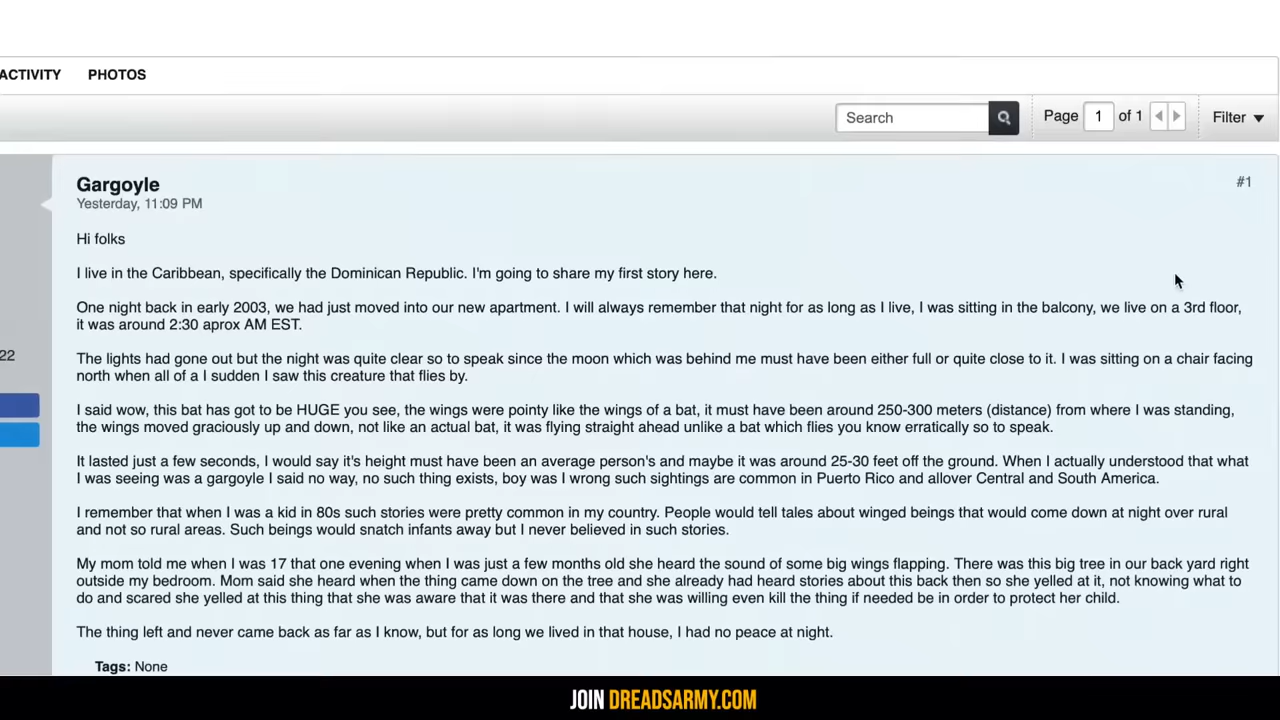 ACTIVITY PHOTOS
Search Page 1 of 1 Filter
Gargoyle #1
Yesterday, 11:09 PM
Hi folks
I live in the Caribbean, specifically the Dominican Republic. I'm going to share my first story here.
One night back in early 2003, we had just moved into our new apartment. I will always remember that night for as long as I live, I was sitting in the balcony, we live on a 3rd floor,
it was around 2:30 aprox AM EST.
The lights had gone out but the night was quite clear so to speak since the moon which was behind me must have been either full or quite close to it. I was sitting on a chair facing
north when all of a I sudden I saw this creature that flies by.
I said wow, this bat has got to be HUGE you see, the wings were pointy like the wings of a bat, it must have been around 250-300 meters (distance) from where I was standing,
the wings moved graciously up and down, not like an actual bat, it was flying straight ahead unlike a bat which flies you know erratically so to speak.
It lasted just a few seconds, I would say it's height must have been an average person's and maybe it was around 25-30 feet off the ground. When I actually understood that what
I was seeing was a gargoyle I said no way, no such thing exists, boy was I wrong such sightings are common in Puerto Rico and allover Central and South America.
22
I remember that when I was a kid in 80s such stories were pretty common in my country. People would tell tales about winged beings that would come down at night over rural
and not so rural areas. Such beings would snatch infants away but I never believed in such stories.
My mom told me when I was 17 that one evening when I was just a few months old she heard the sound of some big wings flapping. There was this big tree in our back yard right
outside my bedroom. Mom said she heard when the thing came down on the tree and she already had heard stories about this back then so she yelled at it, not knowing what to
do and scared she yelled at this thing that she was aware that it was there and that she was willing even kill the thing if needed be in order to protect her child.
The thing left and never came back as far as I know, but for as long we lived in that house, I had no peace at night.
Tags: None
JOIN DREADSARMY.COM